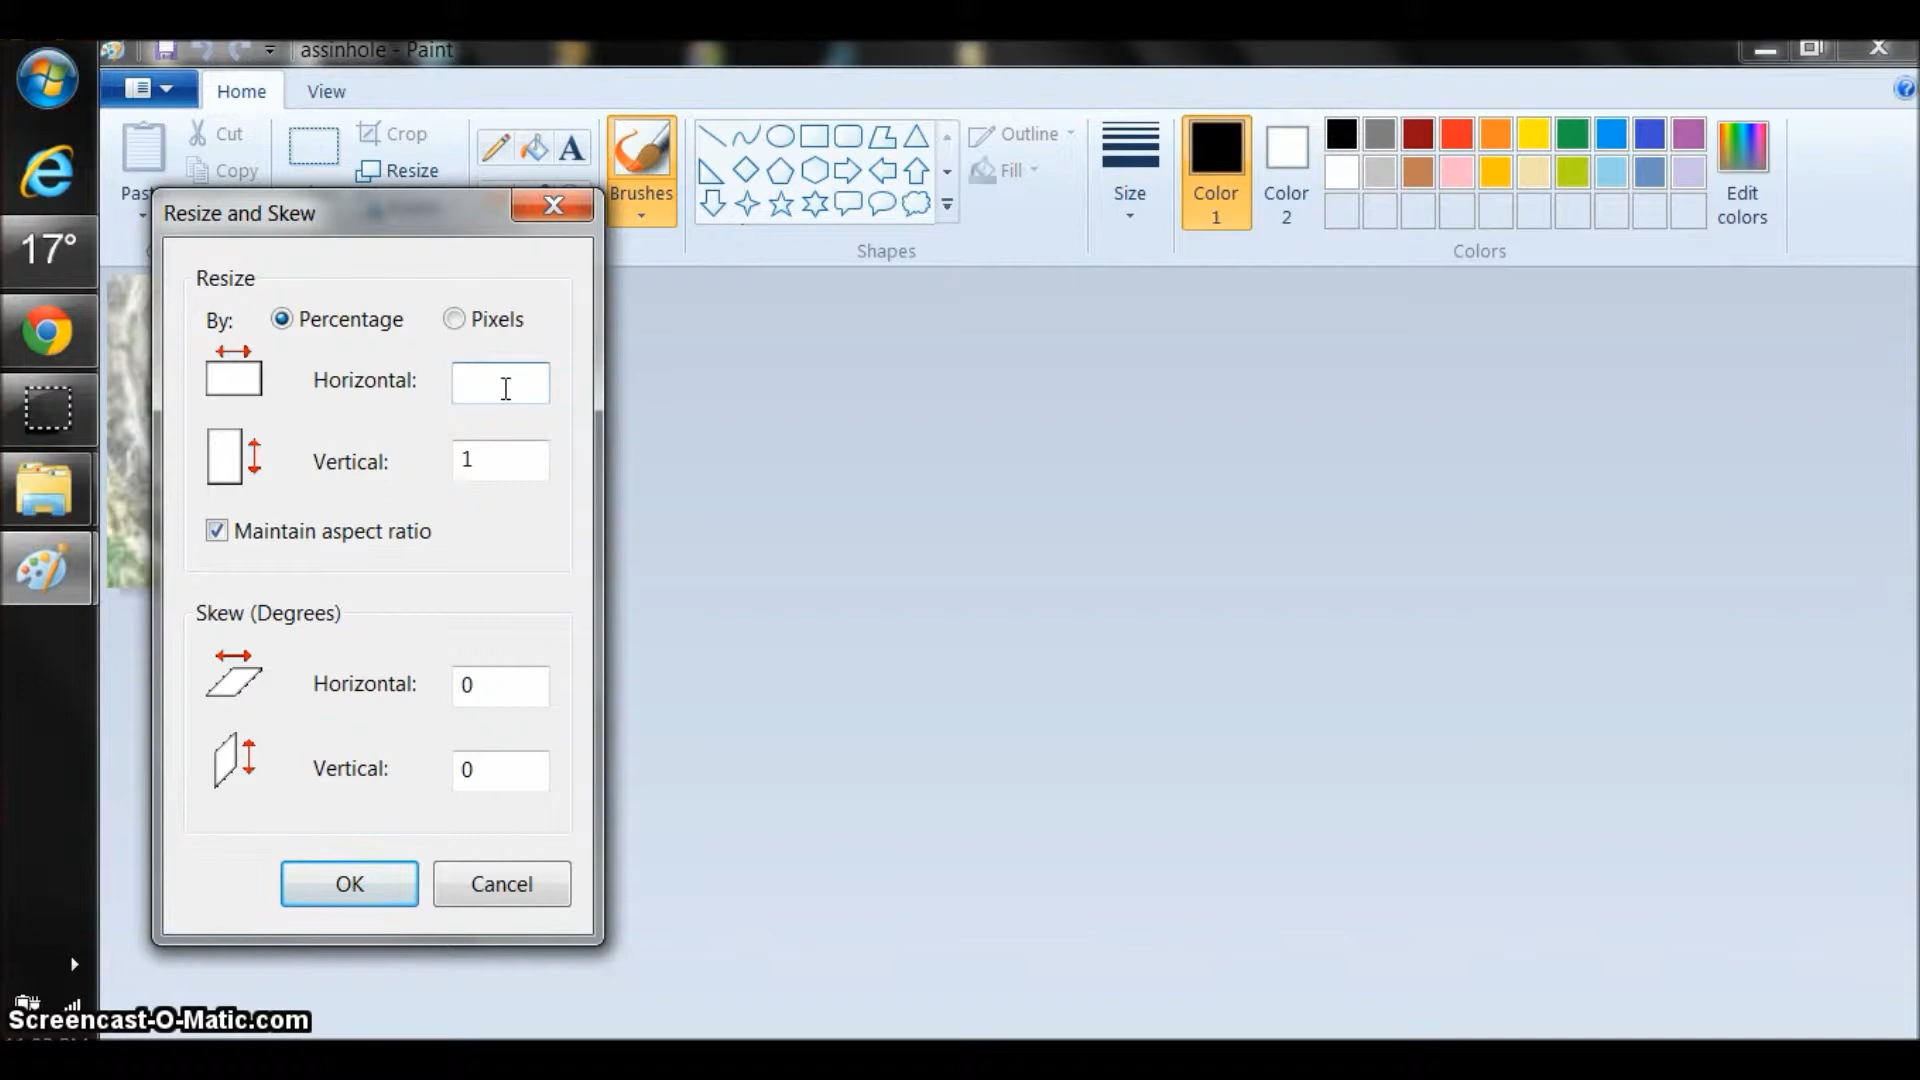 assinhole - Paint
Home View
Cut
Copy
Crop
Resize
Brushes
Outline
Fill
Shapes
Size
Color
1
Color
2
Edit
colors
Colors
17°
Resize and Skew
Resize
By: Percentage Pixels
Horizontal:
Vertical: 1
Maintain aspect ratio
Skew (Degrees)
Horizontal: 0
Vertical: 0
OK Cancel
Screencast-O-Matic.com